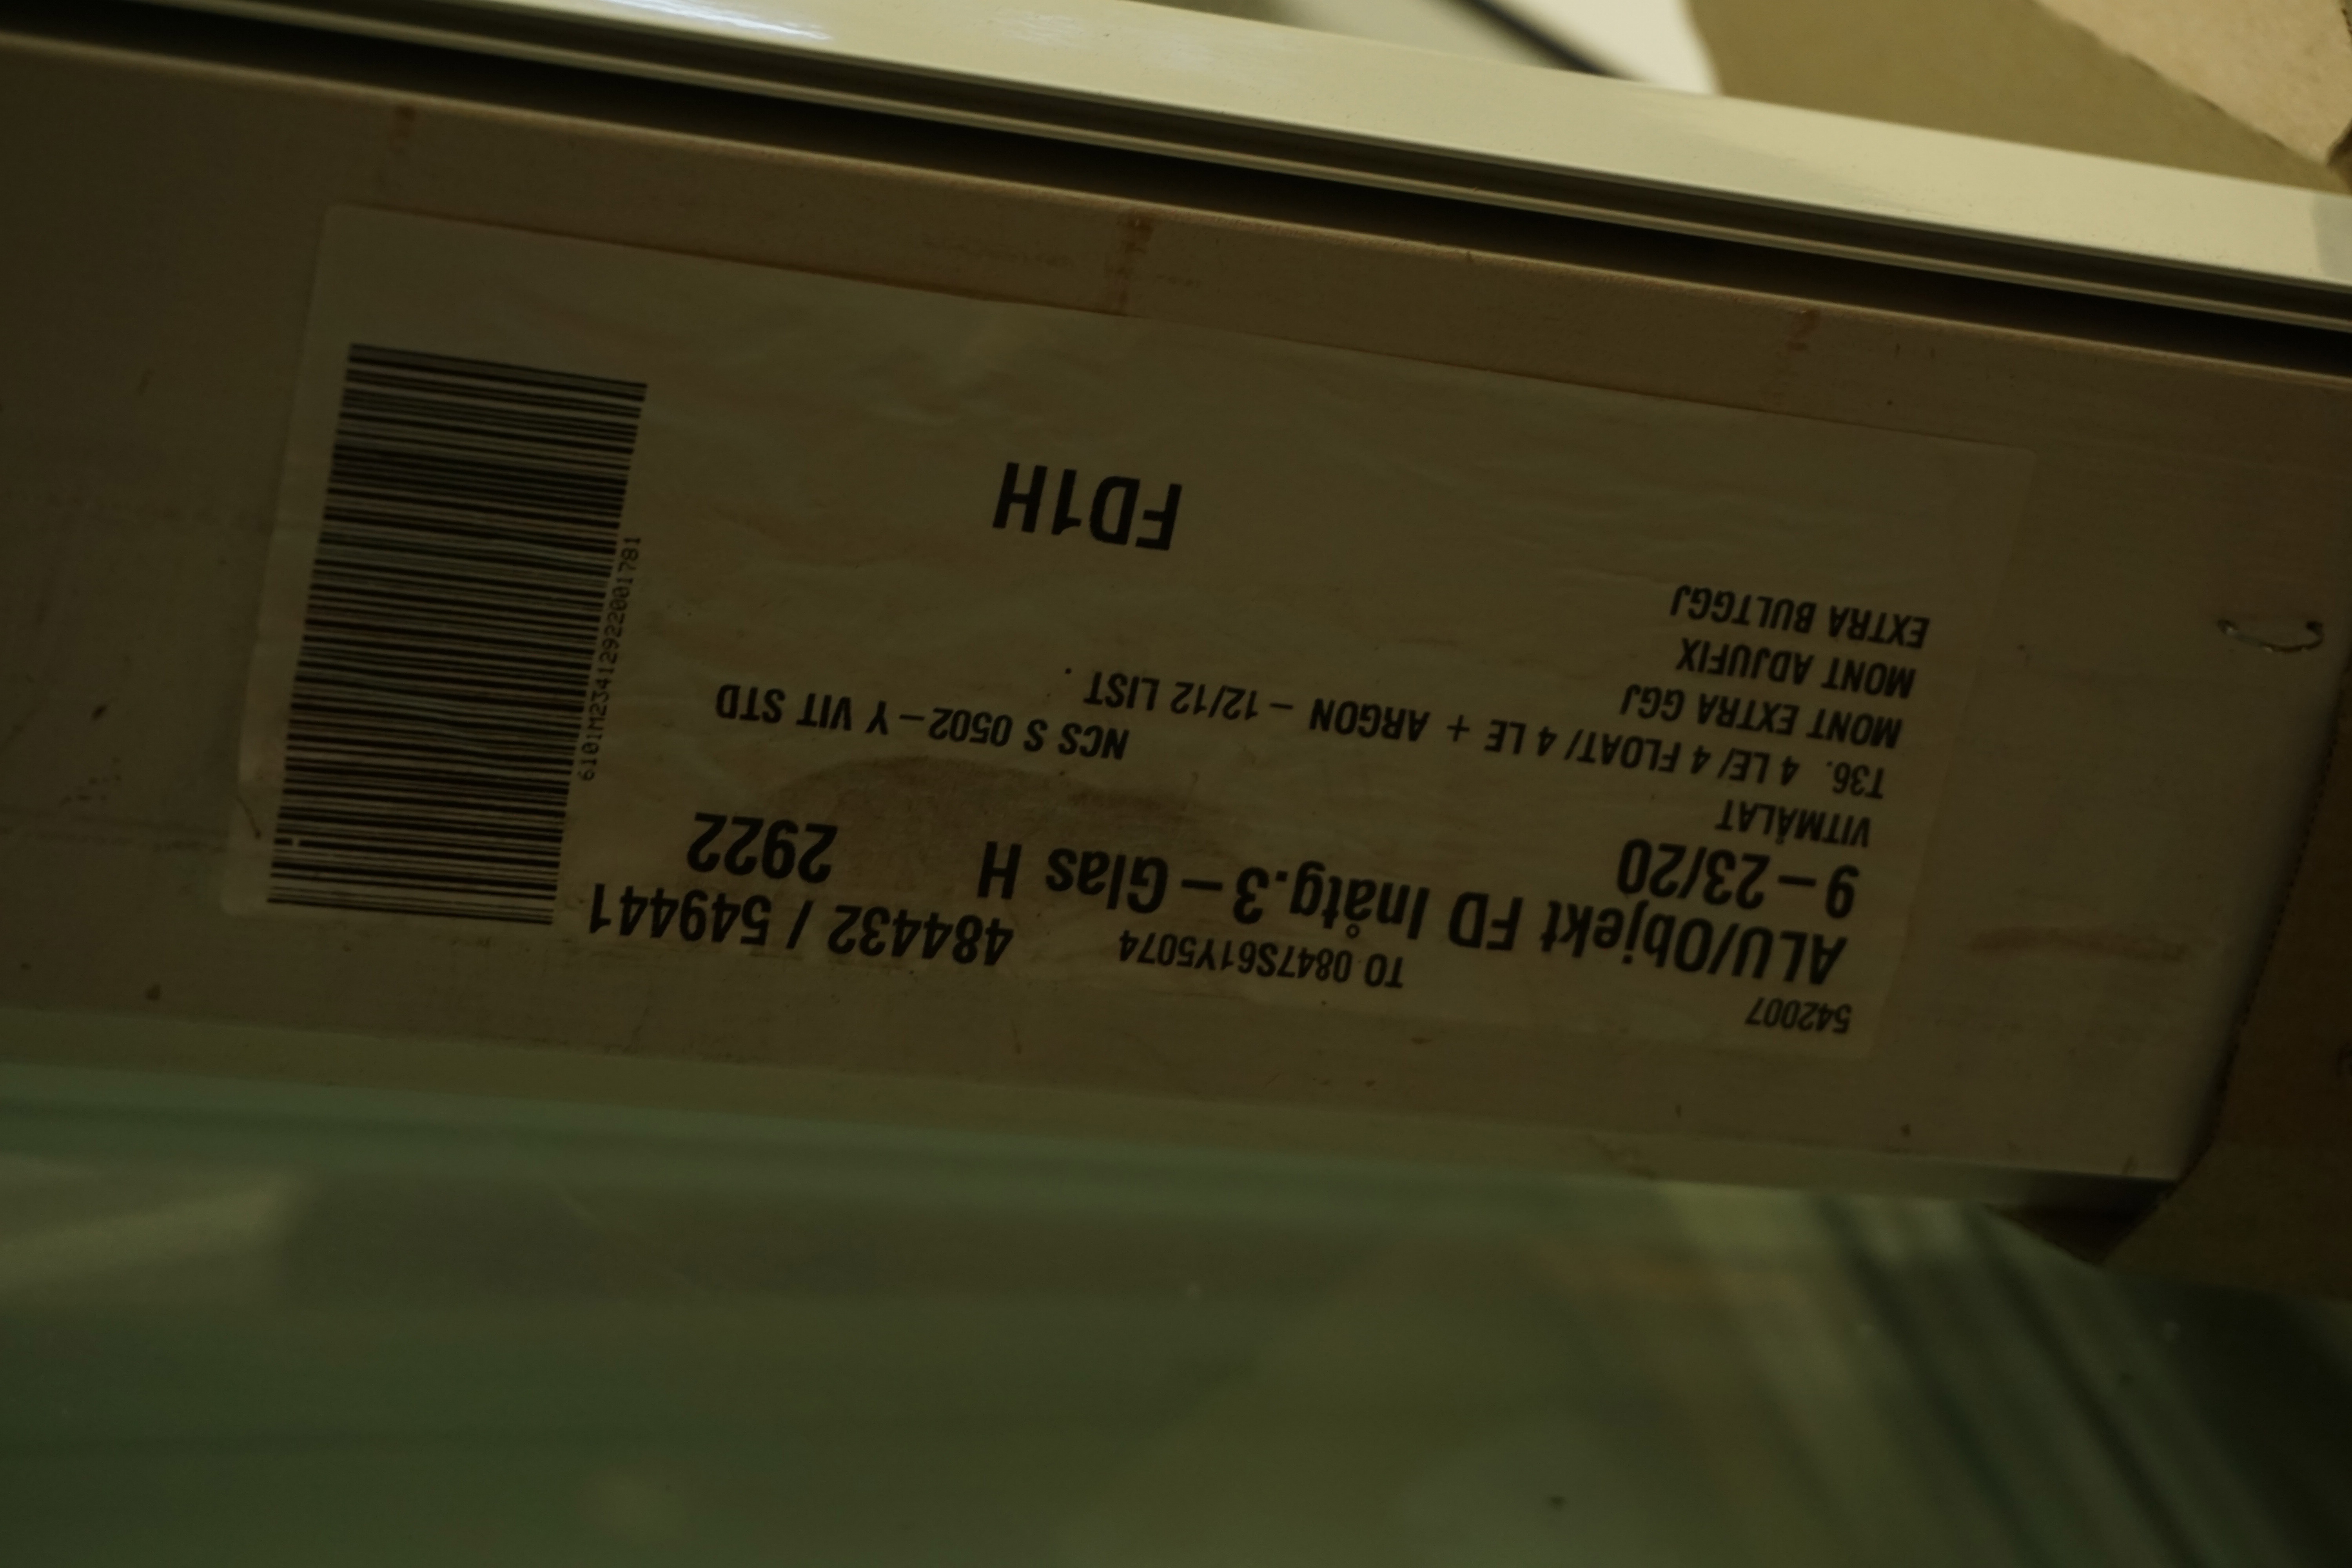 542007
TO 0847S61Y5074
484432 / 549441
ALU/Objekt FD Inåtg.3 – Glas H
2922
9 – 23/20
VITMÅLAT
NCS S 0502 – Y VIT STD
T36. 4 LE/ 4 FLOAT/ 4 LE + ARGON – 12/12 LIST .
MONT EXTRA GGJ
MONT ADJUFIX
EXTRA BULTGGJ
FD1H
6101M234129222001781